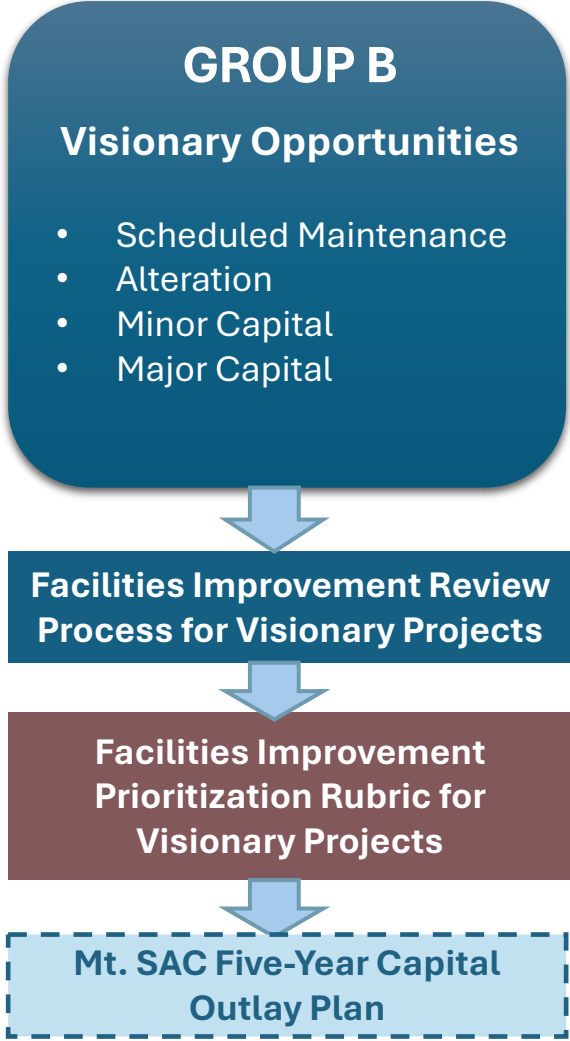 GROUP B
Visionary Opportunities
• Scheduled Maintenance
• Alteration
• Minor Capital
• Major Capital
Facilities Improvement Review
Process for Visionary Projects
Facilities Improvement
Prioritization Rubric for
Visionary Projects
Mt. SAC Five-Year Capital
Outlay Plan